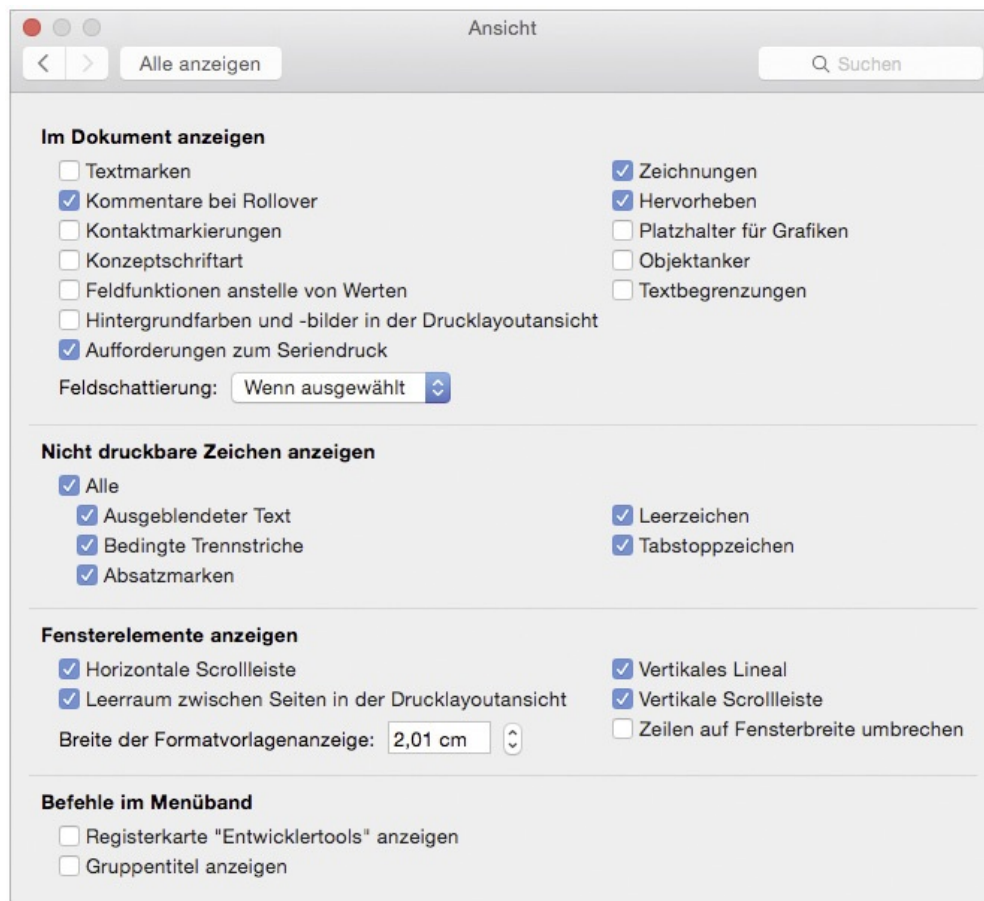 Ansicht
Alle anzeigen
Suchen
Im Dokument anzeigen
Textmarken
Kommentare bei Rollover
Kontaktmarkierungen
Konzeptschriftart
Feldfunktionen anstelle von Werten
Hintergrundfarben und -bilder in der Drucklayoutansicht
Aufforderungen zum Seriendruck
Zeichnungen
Hervorheben
Platzhalter für Grafiken
Objektanker
Textbegrenzungen
Feldschattierung: Wenn ausgewählt
Nicht druckbare Zeichen anzeigen
Alle
Ausgeblendeter Text
Bedingte Trennstriche
Absatzmarken
Leerzeichen
Tabstoppzeichen
Fensterelemente anzeigen
Horizontale Scrollleiste
Leerraum zwischen Seiten in der Drucklayoutansicht
Breite der Formatvorlagenanzeige: 2,01 cm
Vertikales Lineal
Vertikale Scrollleiste
Zeilen auf Fensterbreite umbrechen
Befehle im Menüband
Registerkarte "Entwicklertools" anzeigen
Gruppentitel anzeigen